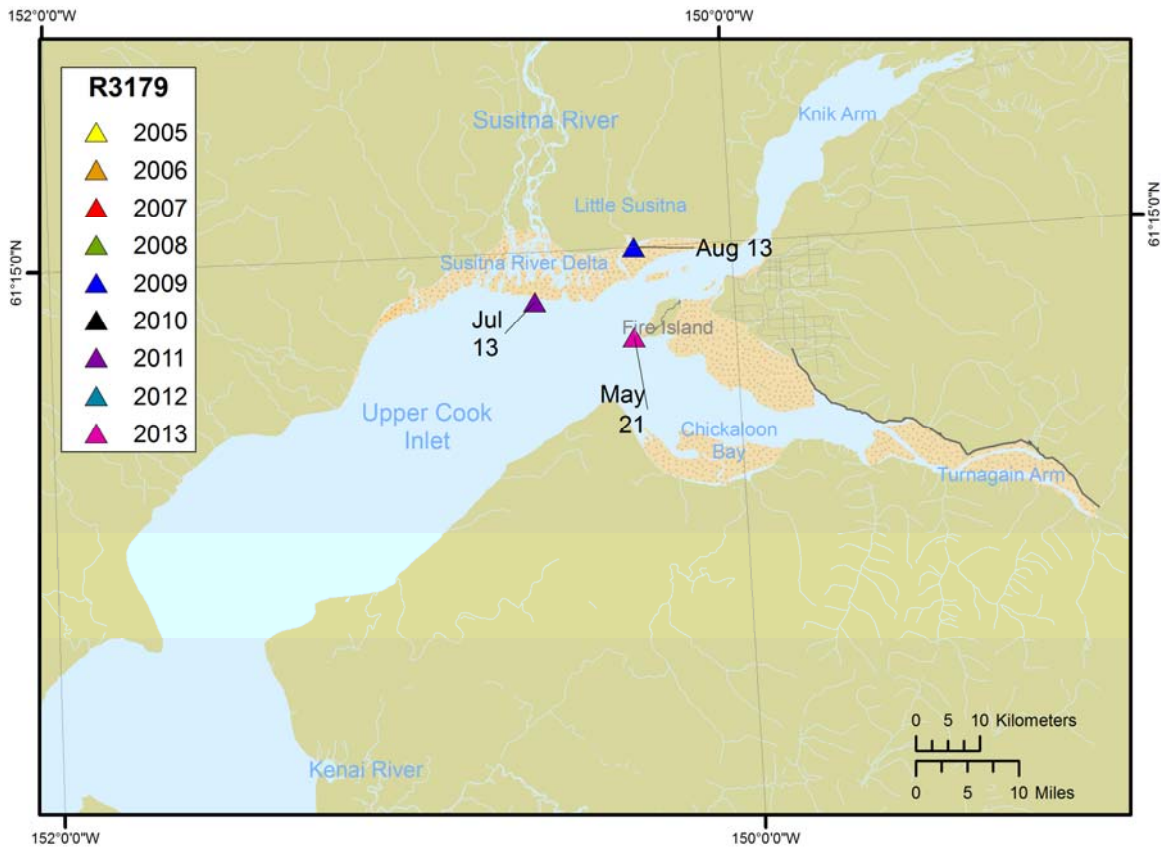 152°0'0"W
150°0'0"W
R3179
2005
2006
2007
2008
2009
2010
2011
2012
2013
Susitna River
Knik Arm
Little Susitna
61°15'0"N
Aug 13
61°15'0"N
Susitna River Delta
Jul
13
Fire Island
May
21
Upper Cook
Inlet
Chickaloon
Bay
Turnagain Arm
0 5 10 Kilometers
0 5 10 Miles
Kenai River
152°0'0"W
150°0'0"W